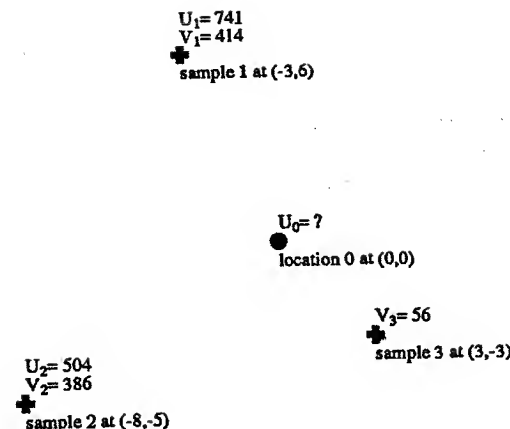 U₁= 741
V₁= 414
sample 1 at (-3,6)
U₀= ?
location 0 at (0,0)
V₃= 56
sample 3 at (3,-3)
U₂= 504
V₂= 386
sample 2 at (-8,-5)